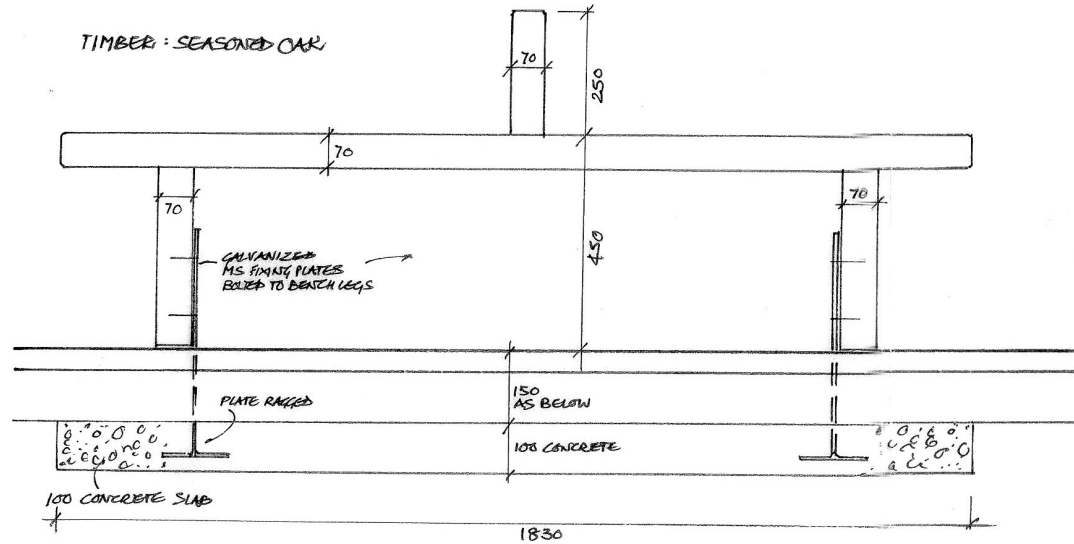 TIMBER: SEASONED OAK
70
250
70
70
70
450
GALVANIZED
MS FIXING PLATES
BOLTED TO BENCH LEGS
PLATE RAGGED
150
AS BELOW
100 CONCRETE
100 CONCRETE SLAB
1830